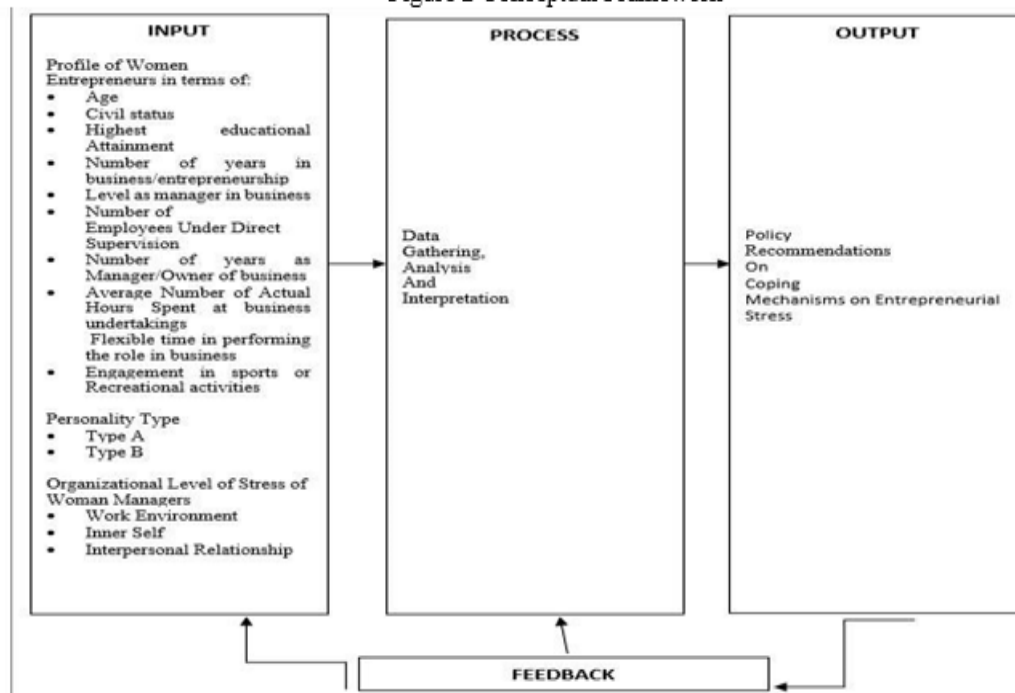 INPUT
Profile of Women
Entrepreneurs in terms of:
• Age
• Civil status
• Highest educational
Attainment
• Number of years in
business/entrepreneurship
• Level as manager in business
• Number of
Employees Under Direct
Supervision
• Number of years as
Manager/Owner of business
• Average Number of Actual
Hours Spent at business
undertakings
Flexible time in performing
the role in business
• Engagement in sports or
Recreational activities
Personality Type
• Type A
• Type B
Organizational Level of Stress of
Woman Managers
• Work Environment
• Inner Self
• Interpersonal Relationship
PROCESS
Data
Gathering,
Analysis
And
Interpretation
OUTPUT
Policy
Recommendations
On
Coping
Mechanisms on Entrepreneurial
Stress
FEEDBACK